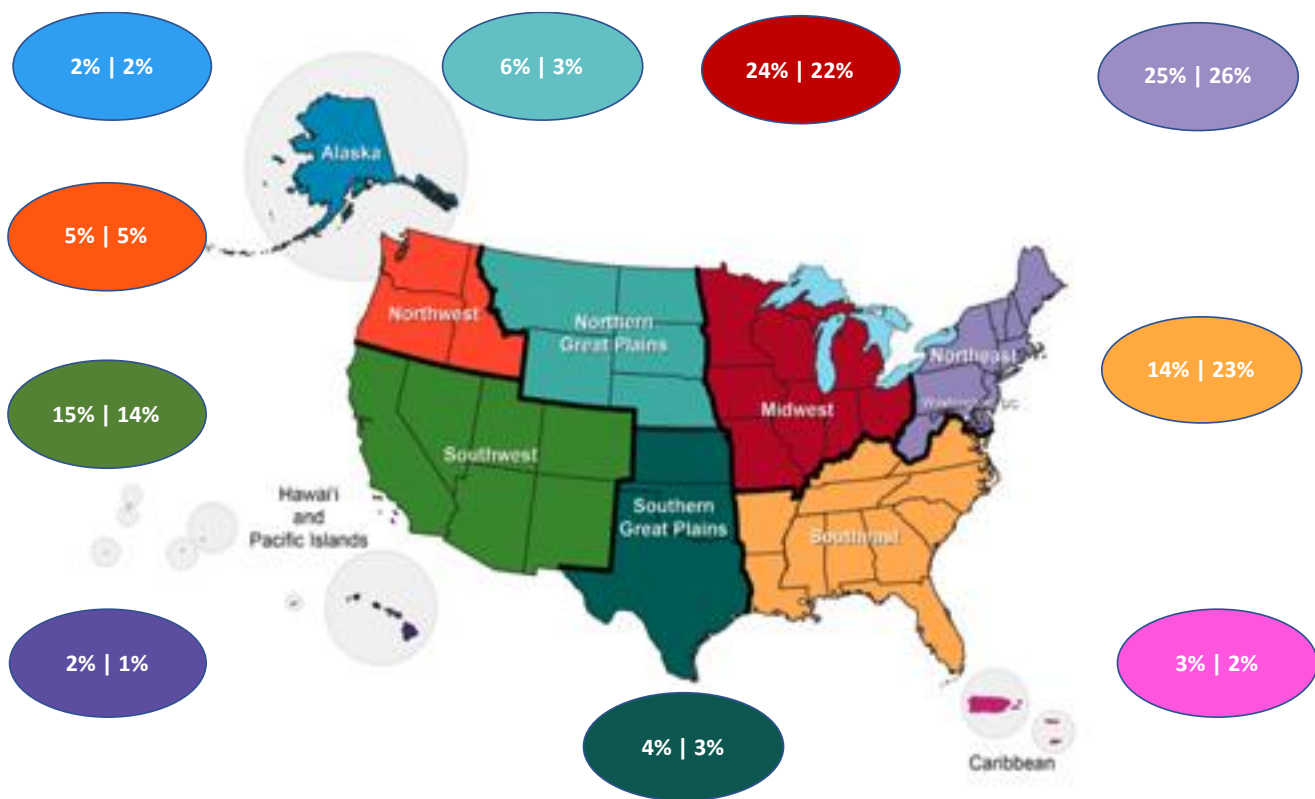 2% | 2%
6% | 3%
24% | 22%
25% | 26%
Alaska
5% | 5%
Northwest
Northern
Great Plains
Northeast
14% | 23%
15% | 14%
Midwest
Southwest
Hawai'i
and
Pacific Islands
Southern
Great Plains
Southeast
2% | 1%
3% | 2%
4% | 3%
Caribbean